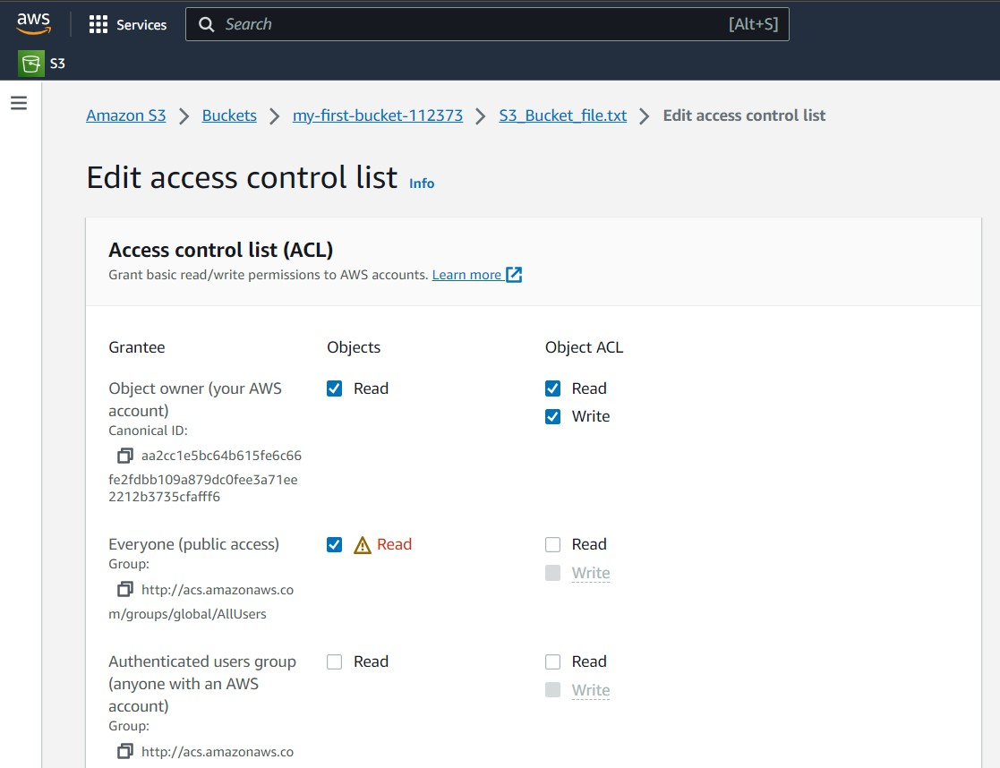 aws
Services
Search
[Alt+S]
S3
Amazon S3 > Buckets > my-first-bucket-112373 > S3_Bucket_file.txt > Edit access control list
Edit access control list Info
Access control list (ACL)
Grant basic read/write permissions to AWS accounts. Learn more
Grantee Objects Object ACL
Object owner (your AWS Read Read
account) Write
Canonical ID:
aa2cc1e5bc64b615fe6c66
fe2fdbb109a879dc0fee3a71ee
2212b3735cfafff6
Everyone (public access) Read Read
Group: Write
http://acs.amazonaws.co
m/groups/global/AllUsers
Authenticated users group Read Read
(anyone with an AWS Write
account)
Group:
http://acs.amazonaws.co